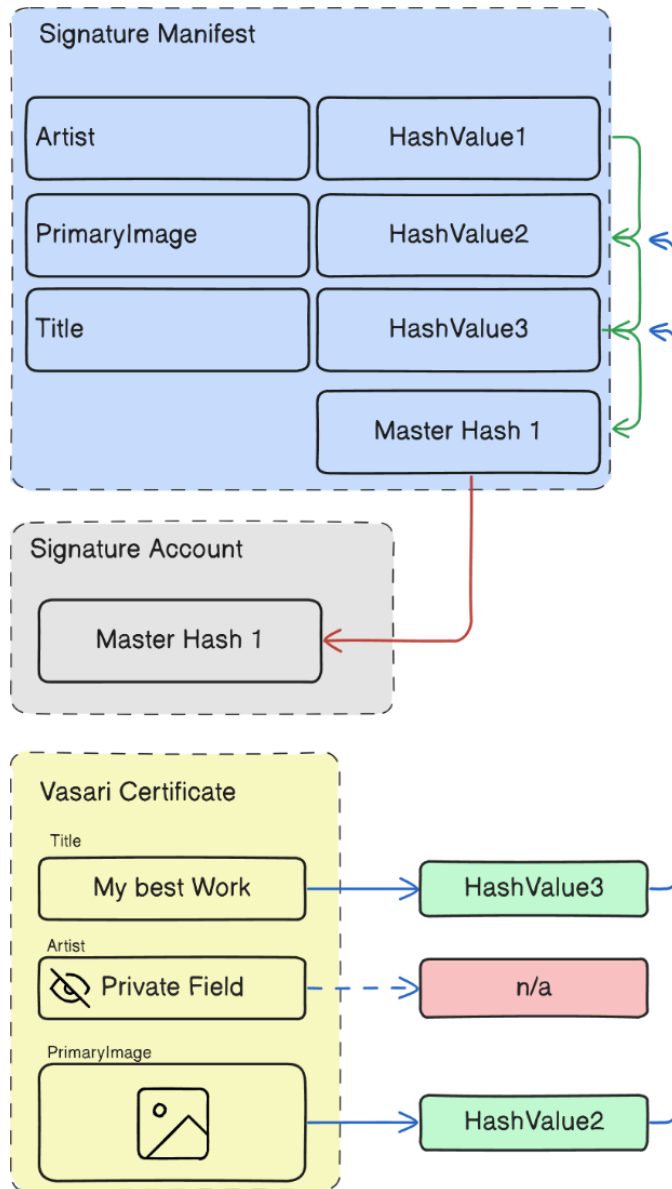 Signature Manifest
Artist
HashValue1
PrimaryImage
HashValue2
Title
HashValue3
Master Hash 1
Signature Account
Master Hash 1
Vasari Certificate
Title
My best Work
HashValue3
Artist
Private Field
n/a
PrimaryImage
HashValue2